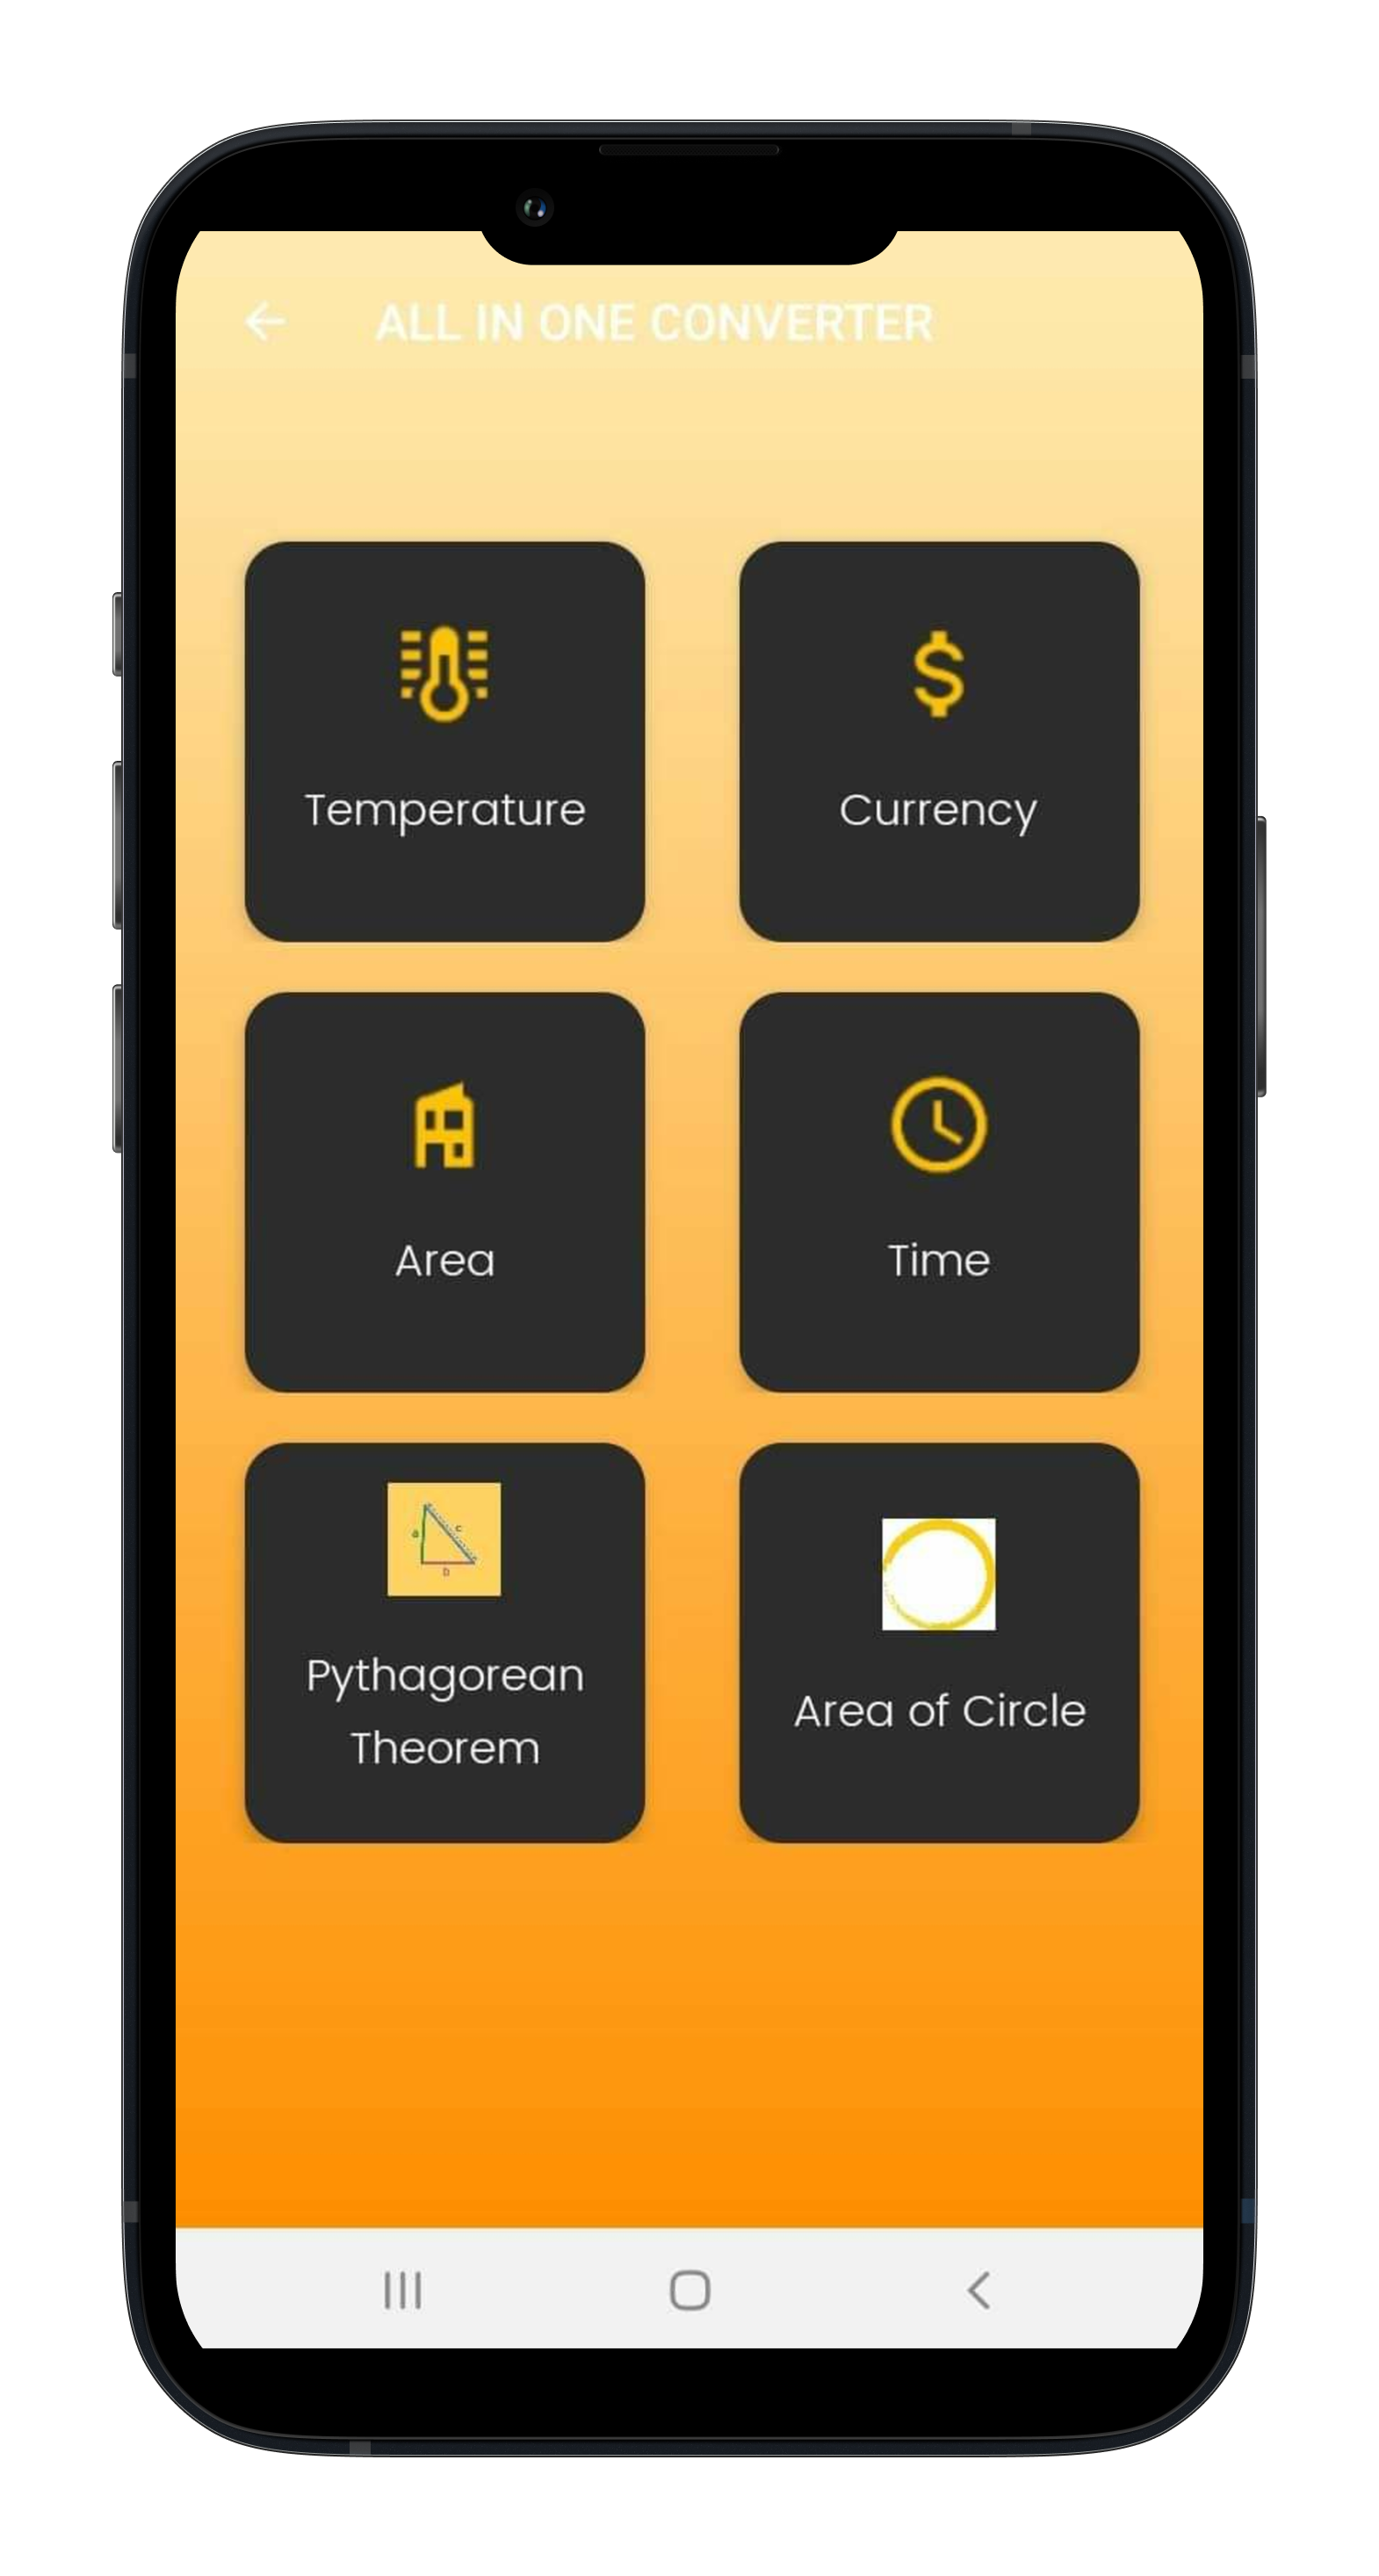 ALL IN ONE CONVERTER
Temperature
Currency
Area
Time
a
c
b
Pythagorean
Theorem
Area of Circle